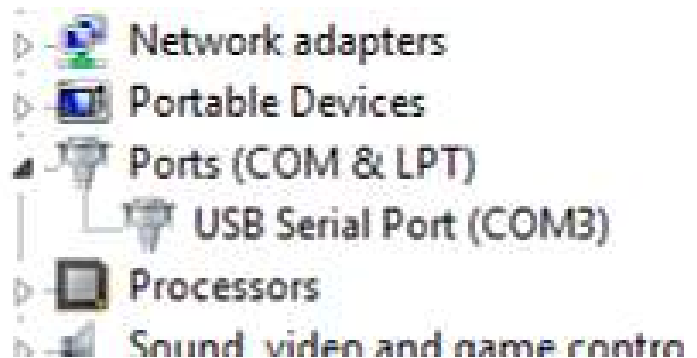 Network adapters
Portable Devices
Ports (COM & LPT)
USB Serial Port (COM3)
Processors
Sound, video and game contro